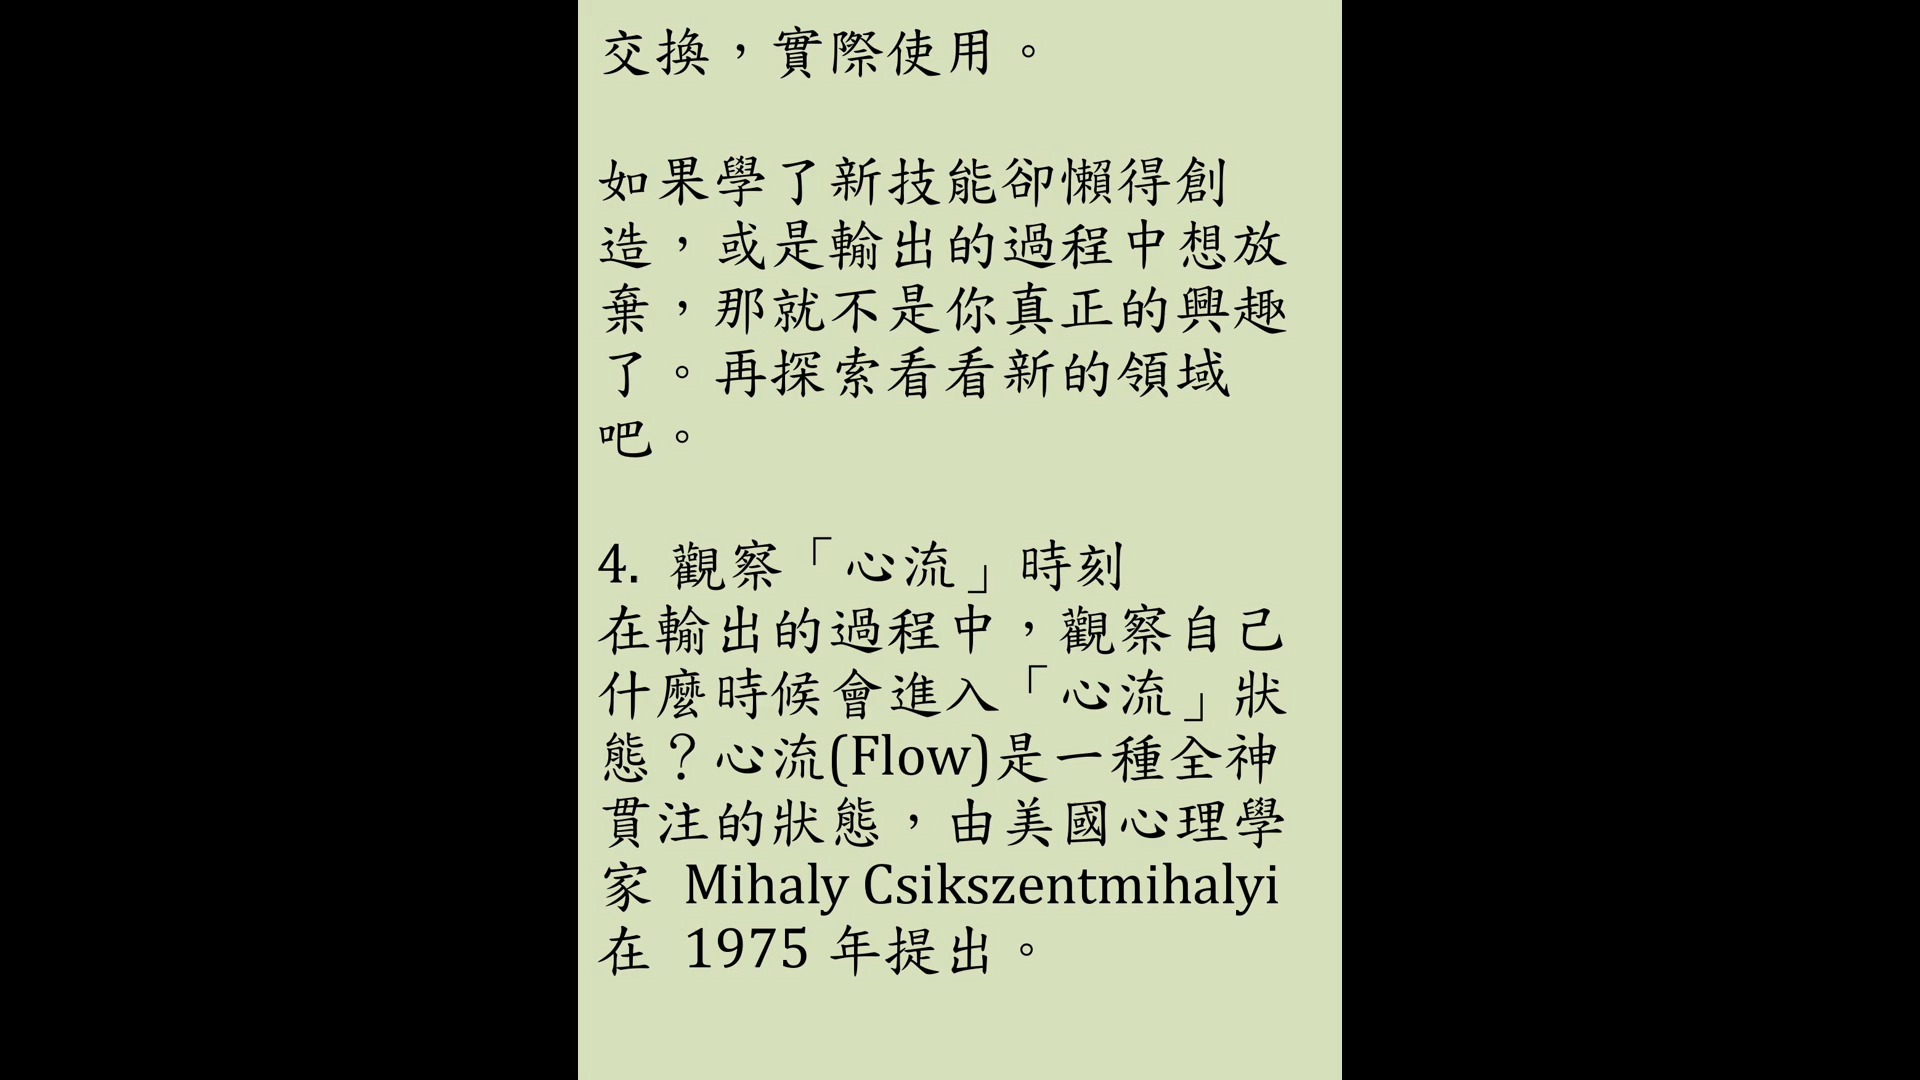 交換，實際使用。
如果學了新技能卻懶得創
造，或是輸出的過程中想放
棄，那就不是你真正的興趣
了。再探索看看新的領域
吧。
4. 觀察「心流」時刻
在輸出的過程中，觀察自己
什麼時候會進入「心流」狀
態？心流(Flow)是一種全神
貫注的狀態，由美國心理學
家 Mihaly Csikszentmihalyi
在 1975 年提出。